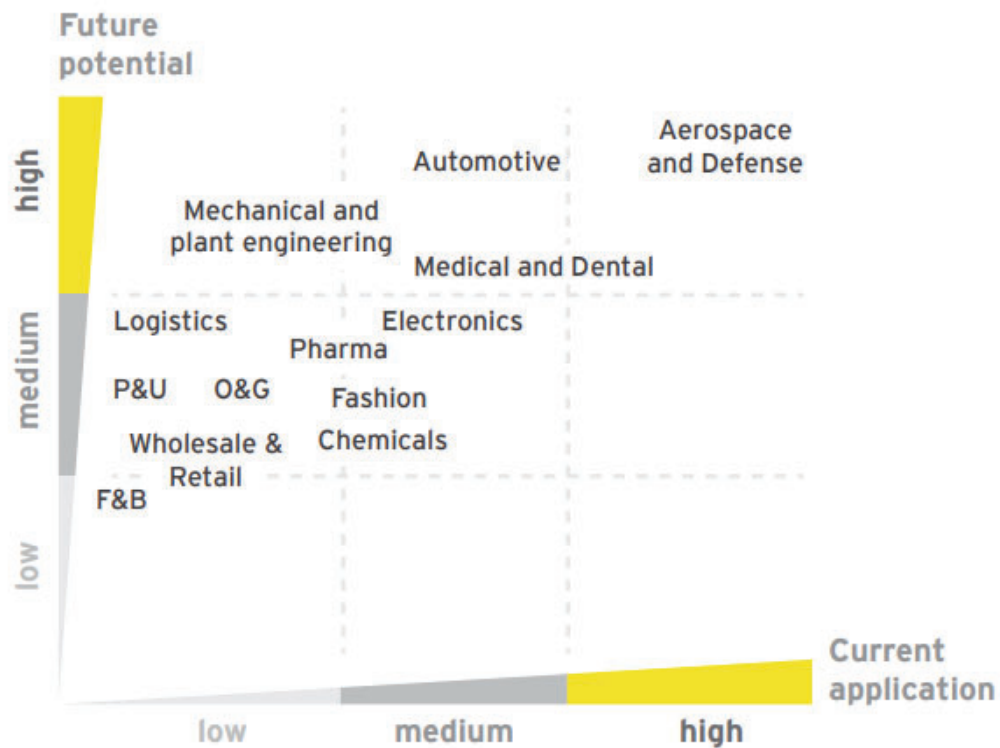 Future
potential
high
medium
low
Aerospace
and Defense
Automotive
Mechanical and
plant engineering
Medical and Dental
Logistics
Electronics
Pharma
P&U
O&G
Fashion
Wholesale &
Retail
Chemicals
F&B
Current
application
low
medium
high